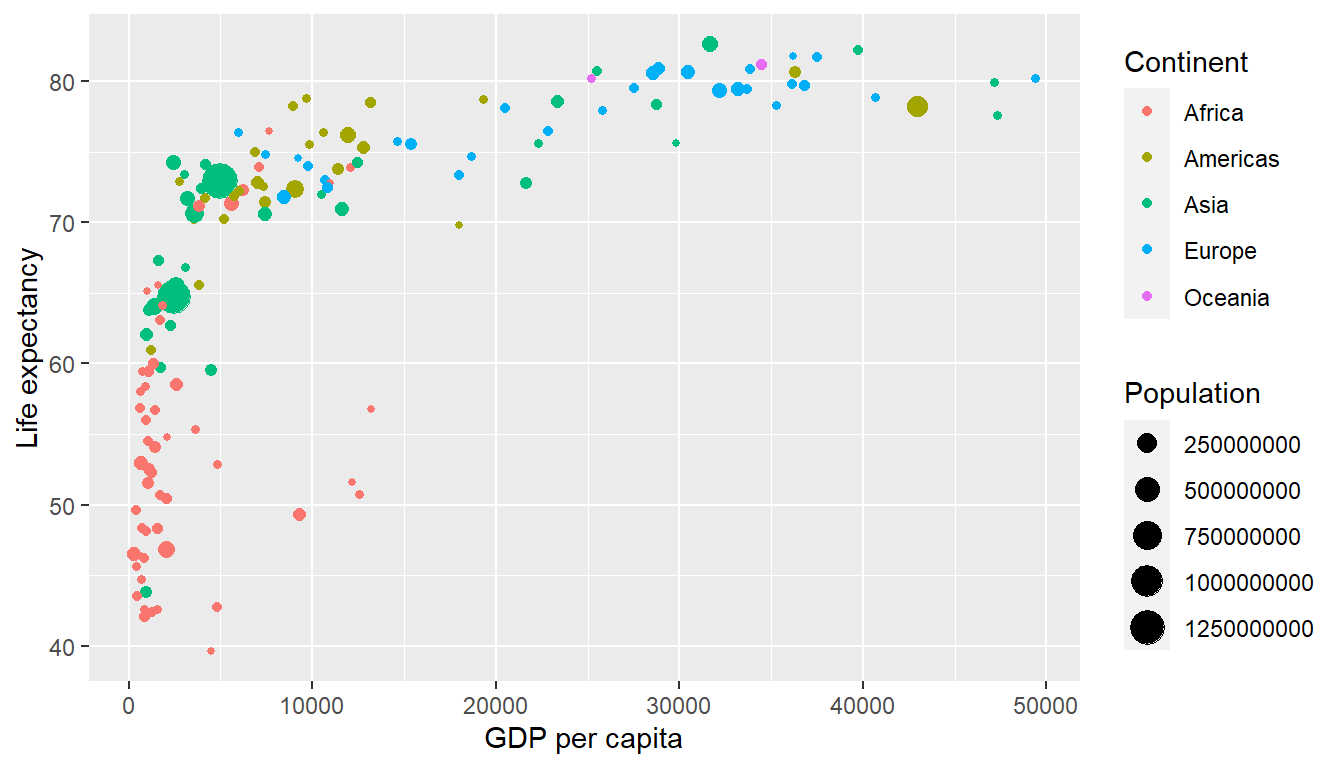 Life expectancy
80
70
60
50
40
0
10000
20000
30000
40000
50000
GDP per capita
Continent
Africa
Americas
Asia
Europe
Oceania
Population
250000000
500000000
750000000
1000000000
1250000000